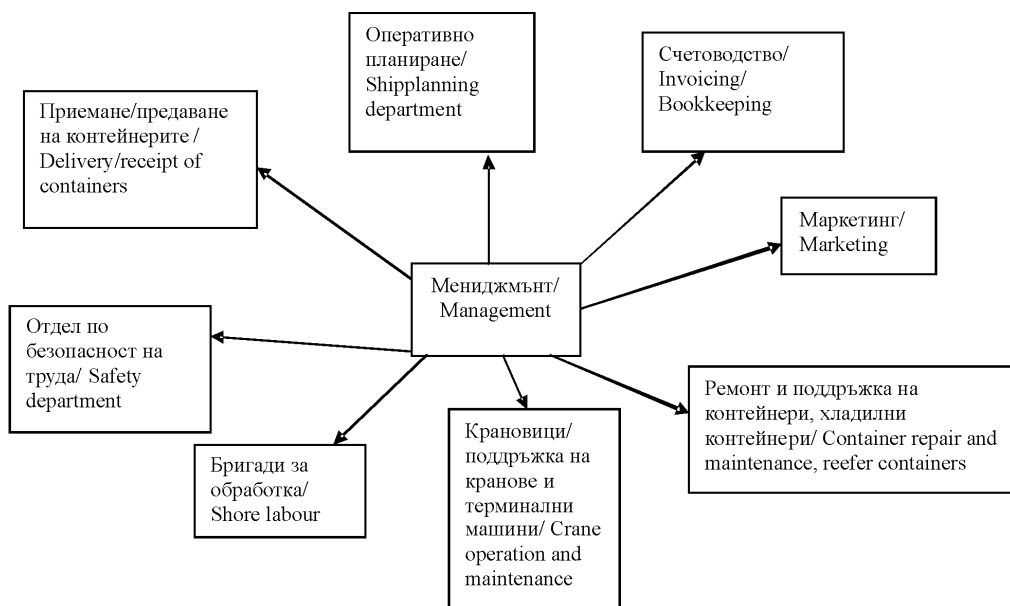 Оперативно
планиране/
Shipplanning
department
Счетоводство/
Invoicing/
Bookkeeping
Приемане/предаване
на контейнерите /
Delivery/receipt of
containers
Маркетинг/
Marketing
Мениджмънт/
Management
Отдел по
безопасност на
труда/ Safety
department
Бригади за
обработка/
Shore labour
Крановици/
поддръжка на
кранове и
терминални
машини/ Crane
operation and
maintenance
Ремонт и поддръжка на
контейнери, хладилни
контейнери/ Container repair and
maintenance, reefer containers